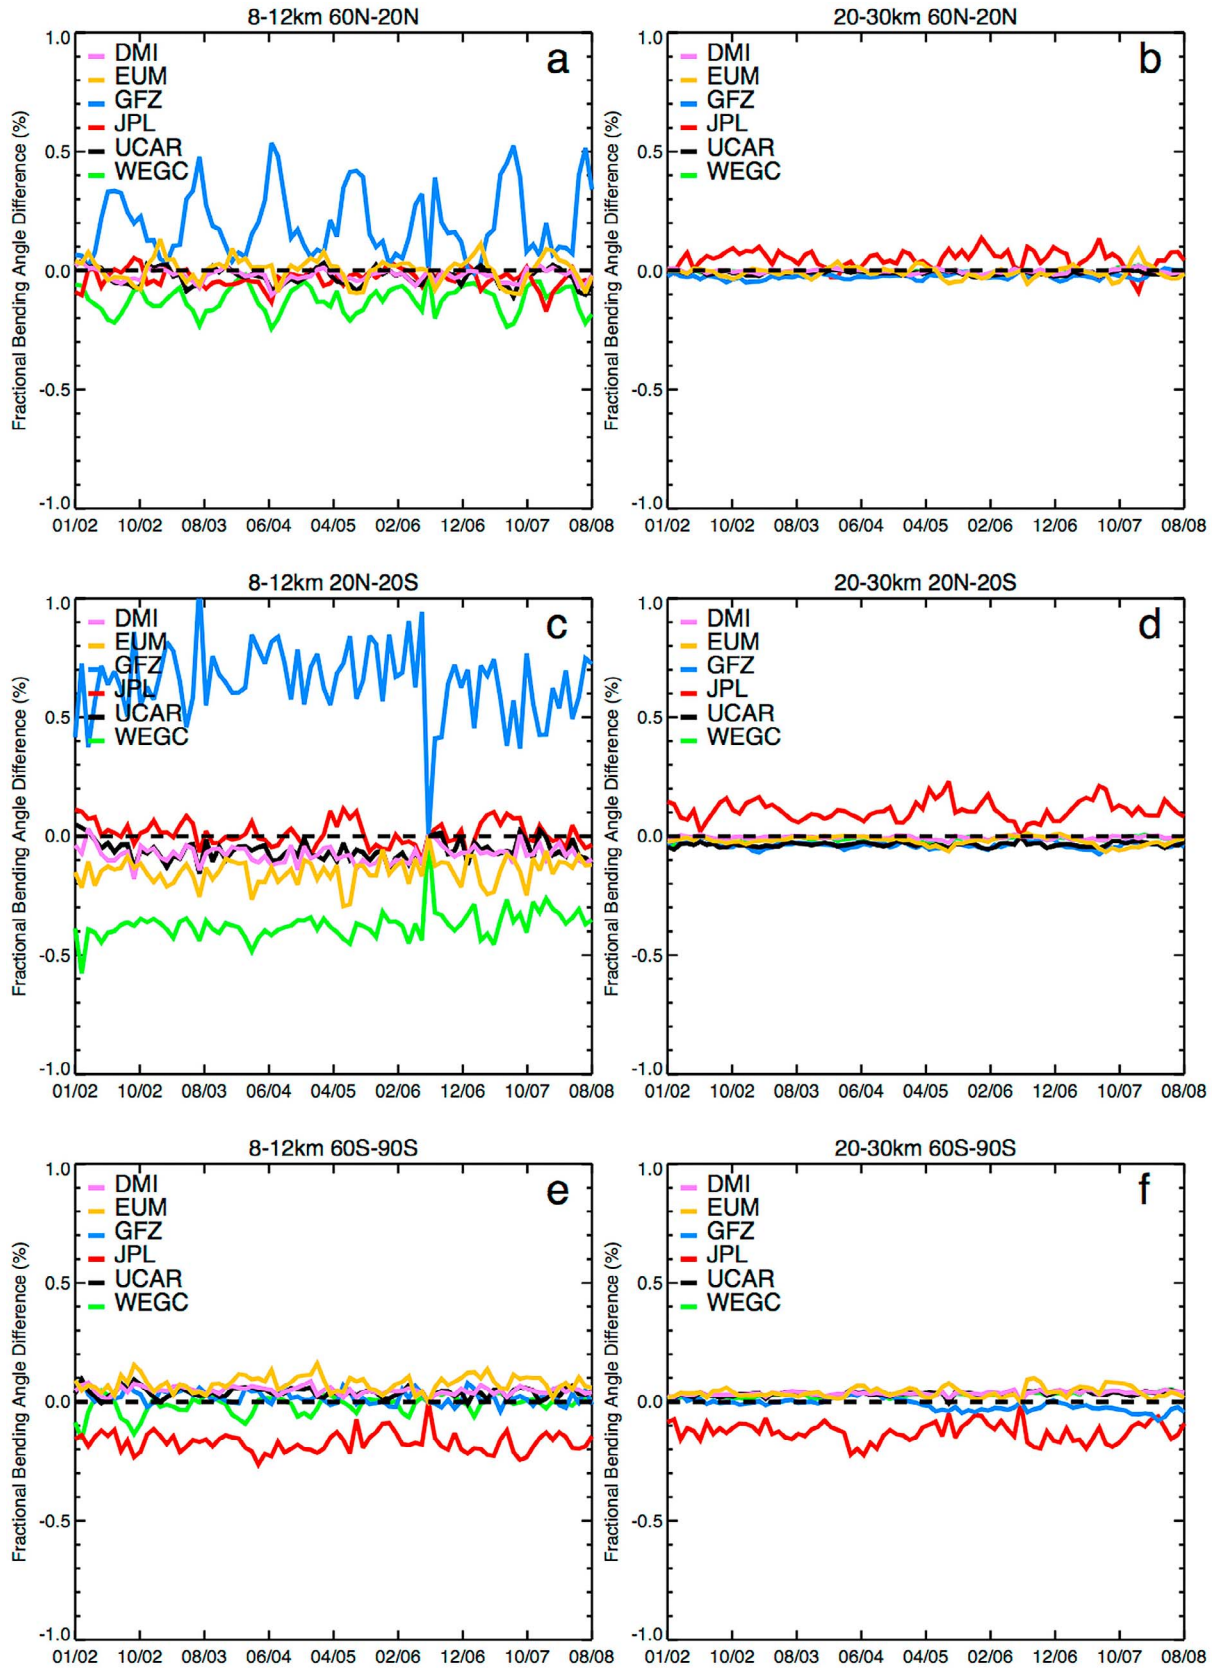 8-12km 60N-20N
1.0
0.5
0.0
-0.5
-1.0
Fractional Bending Angle Difference (%)
DMI
EUM
GFZ
JPL
UCAR
WEGC
a
01/02 10/02 08/03 06/04 04/05 02/06 12/06 10/07 08/08
20-30km 60N-20N
1.0
0.5
0.0
-0.5
-1.0
Fractional Bending Angle Difference (%)
DMI
EUM
GFZ
JPL
UCAR
WEGC
b
01/02 10/02 08/03 06/04 04/05 02/06 12/06 10/07 08/08
8-12km 20N-20S
1.0
0.5
0.0
-0.5
-1.0
Fractional Bending Angle Difference (%)
DMI
EUM
GFZ
JPL
UCAR
WEGC
c
01/02 10/02 08/03 06/04 04/05 02/06 12/06 10/07 08/08
20-30km 20N-20S
1.0
0.5
0.0
-0.5
-1.0
Fractional Bending Angle Difference (%)
DMI
EUM
GFZ
JPL
UCAR
WEGC
d
01/02 10/02 08/03 06/04 04/05 02/06 12/06 10/07 08/08
8-12km 60S-90S
1.0
0.5
0.0
-0.5
-1.0
Fractional Bending Angle Difference (%)
DMI
EUM
GFZ
JPL
UCAR
WEGC
e
01/02 10/02 08/03 06/04 04/05 02/06 12/06 10/07 08/08
20-30km 60S-90S
1.0
0.5
0.0
-0.5
-1.0
Fractional Bending Angle Difference (%)
DMI
EUM
GFZ
JPL
UCAR
WEGC
f
01/02 10/02 08/03 06/04 04/05 02/06 12/06 10/07 08/08